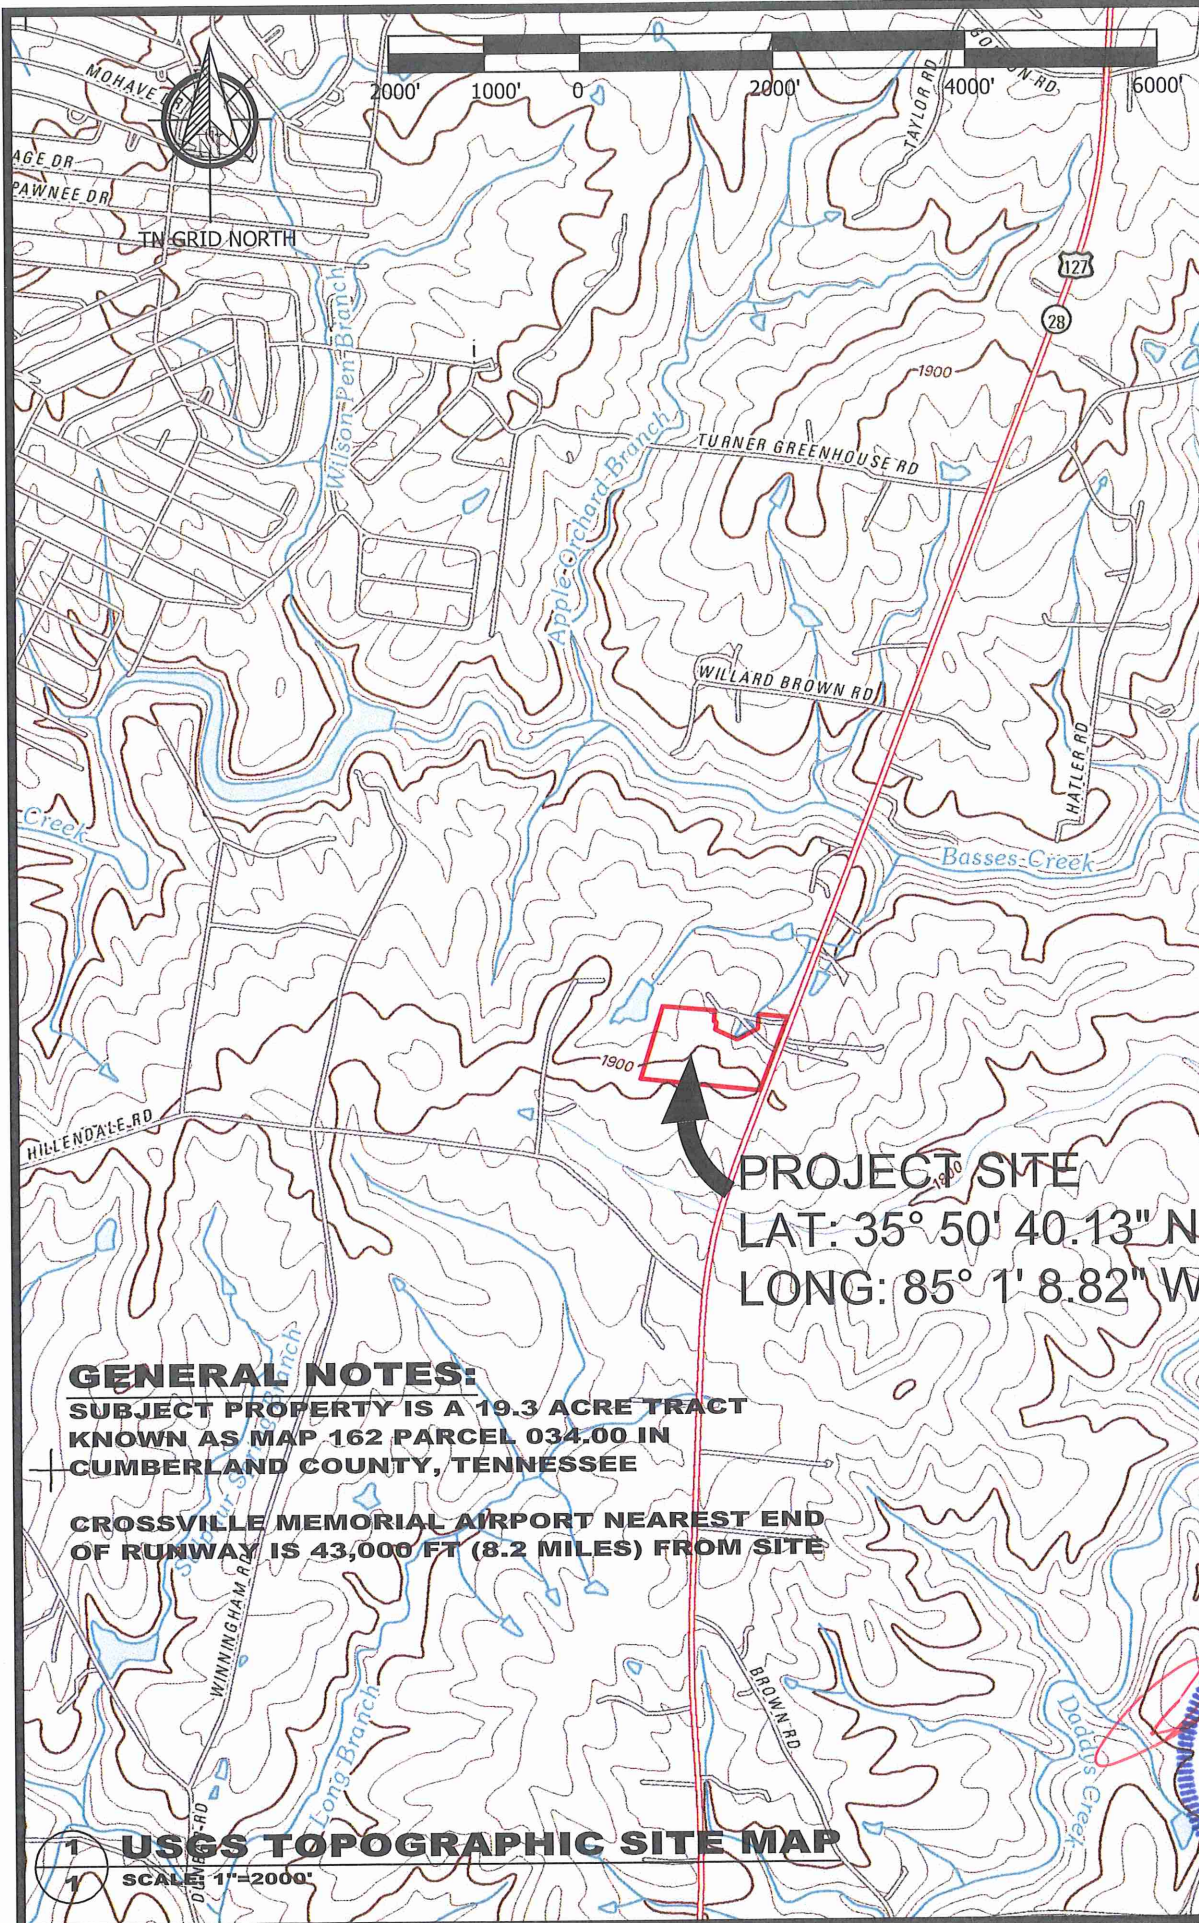 2000' 1000' 0 2000' 4000' 6000'
MOHAVE
AGE DR
PAWNEE DR
TN GRID NORTH
TAYLOR RD
127
28
Wilson Pen Branch
i
1900
TURNER GREENHOUSE RD
Apple Orchard Branch
WILLARD BROWN RD
HATLER RD
Creek
Basses Creek
1900
HILLENDALE RD
PROJECT SITE
LAT: 35° 50' 40.13" N
LONG: 85° 1' 8.82" W
GENERAL NOTES:
SUBJECT PROPERTY IS A 19.3 ACRE TRACT
KNOWN AS MAP 162 PARCEL 034.00 IN
CUMBERLAND COUNTY, TENNESSEE
CROSSVILLE MEMORIAL AIRPORT NEAREST END
OF RUNWAY IS 43,000 FT (8.2 MILES) FROM SITE
WINNINGHAM RD
Long Branch
BROWN RD
Daddys Creek
1
1
USGS TOPOGRAPHIC SITE MAP
SCALE: 1"=2000'